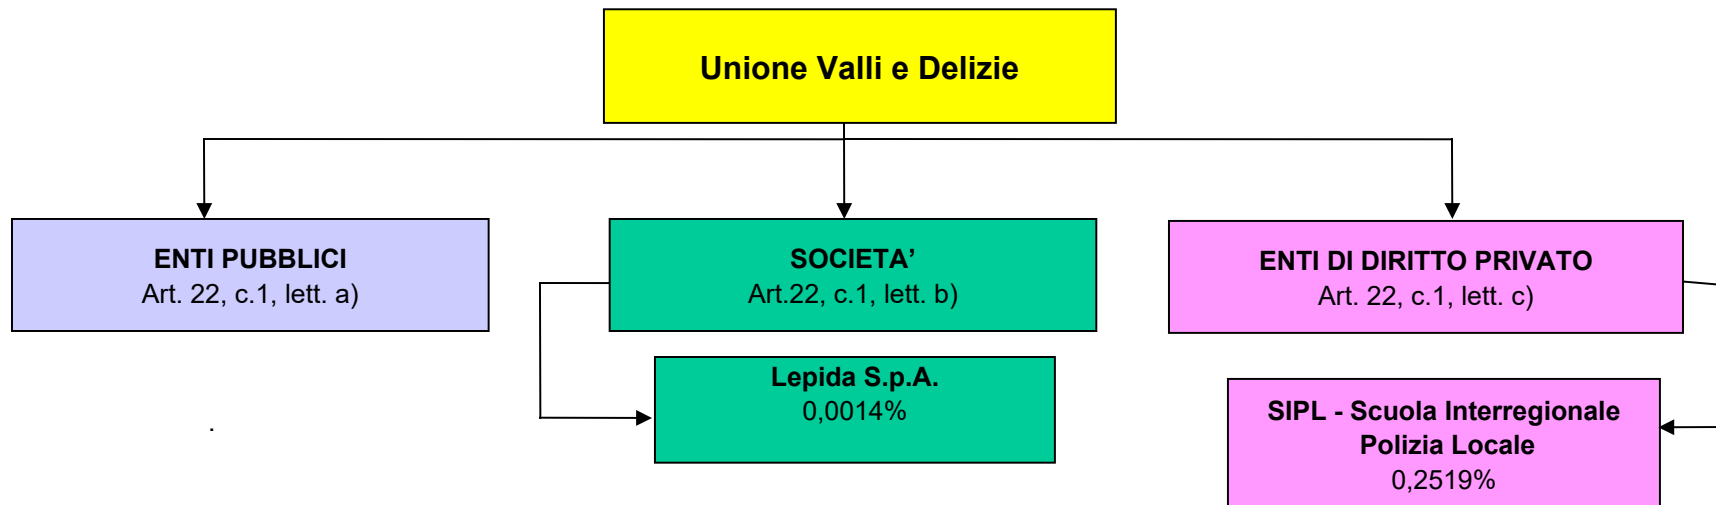 Unione Valli e Delizie
ENTI PUBBLICI
Art. 22, c.1, lett. a)
SOCIETA’
Art.22, c.1, lett. b)
ENTI DI DIRITTO PRIVATO
Art. 22, c.1, lett. c)
Lepida S.p.A.
0,0014%
SIPL - Scuola Interregionale
Polizia Locale
0,2519%
.